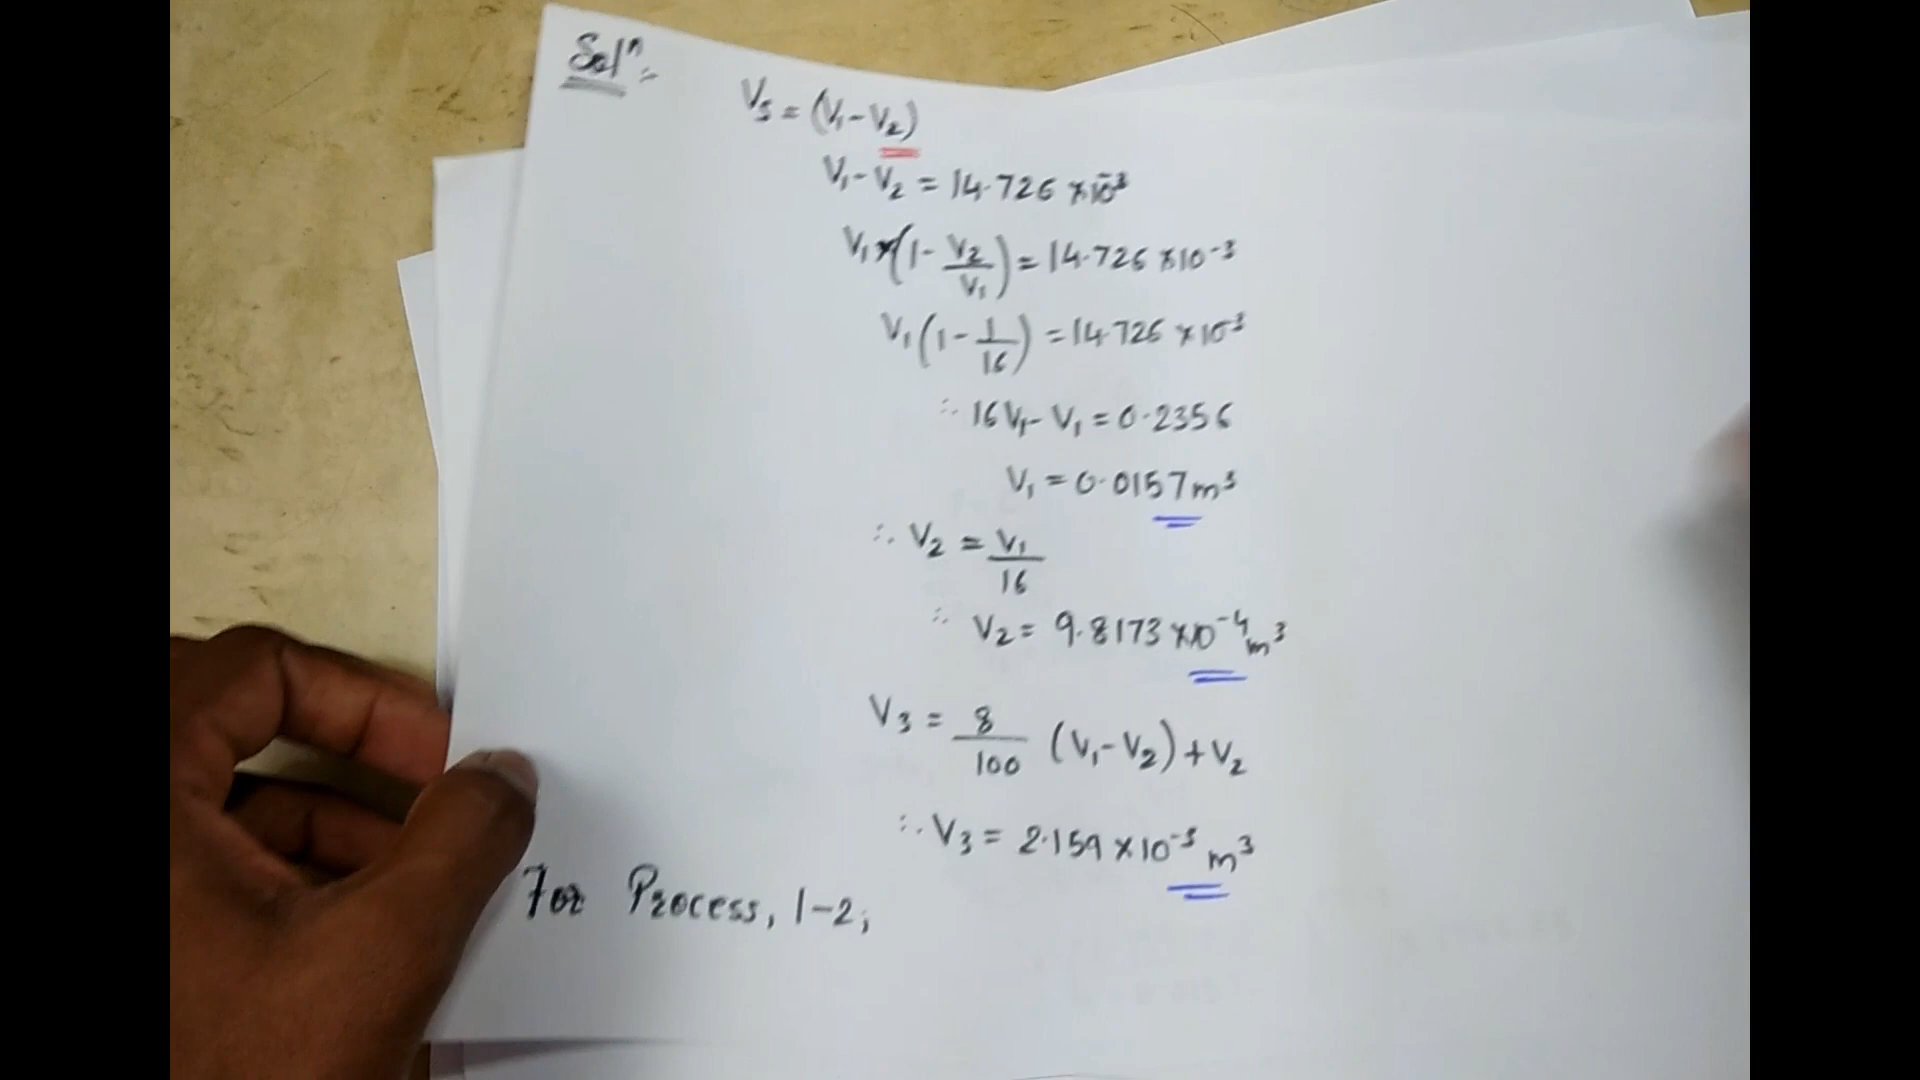 Solⁿ:-
Vs = (V₁-V₂)
V₁-V₂ = 14.726 × 10⁻³
V₁×(1 - V₂/V₁) = 14.726 × 10⁻³
V₁(1 - 1/16) = 14.726 × 10⁻³
∴ 16V₁ - V₁ = 0.2356
V₁ = 0.0157 m³
∴ V₂ = V₁/16
∴ V₂ = 9.8173 × 10⁻⁴ m³
V₃ = 8/100 (V₁-V₂) + V₂
∴ V₃ = 2.159 × 10⁻³ m³
For Process, 1-2;